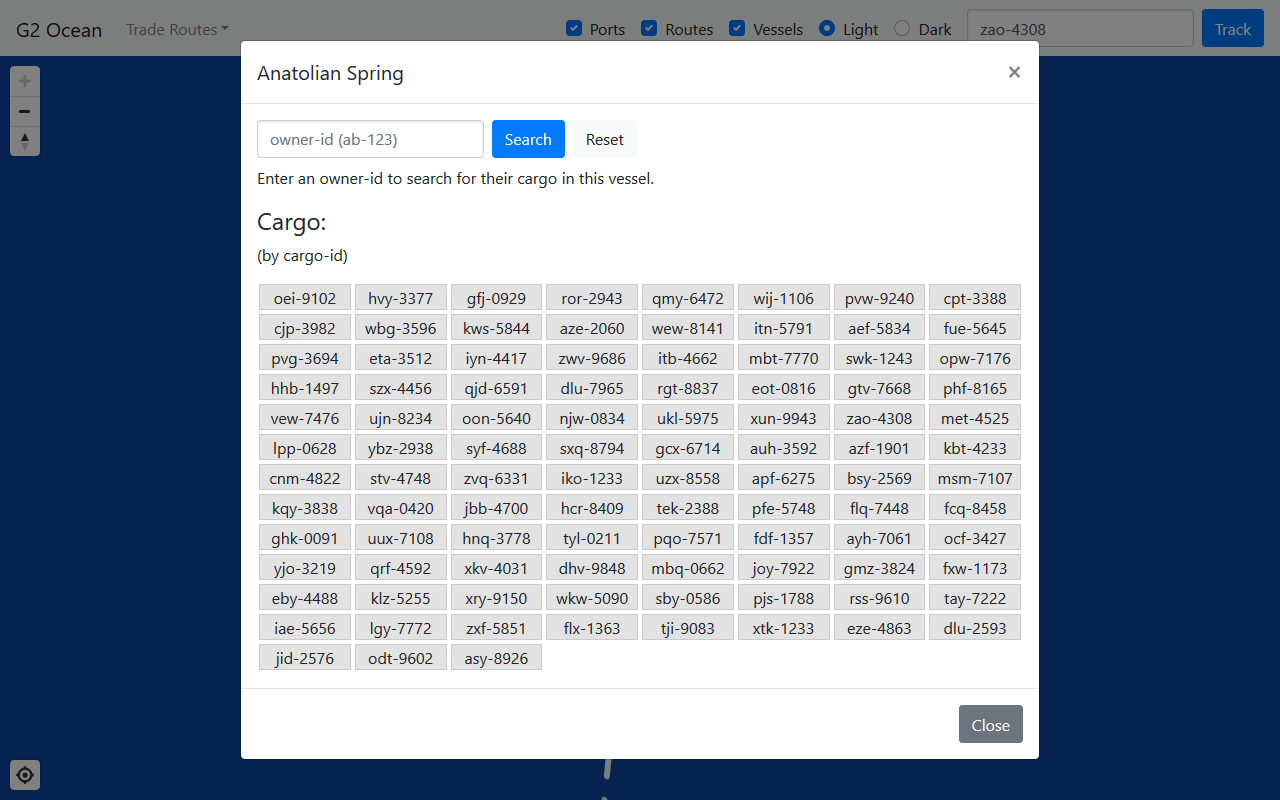 G2 Ocean Trade Routes Ports Routes Vessels Light Dark zao-4308 Track
Anatolian Spring ×
owner-id (ab-123) Search Reset
Enter an owner-id to search for their cargo in this vessel.
Cargo:
(by cargo-id)
oei-9102 hvy-3377 gfj-0929 ror-2943 qmy-6472 wij-1106 pvw-9240 cpt-3388
cjp-3982 wbg-3596 kws-5844 aze-2060 wew-8141 itn-5791 aef-5834 fue-5645
pvg-3694 eta-3512 iyn-4417 zwv-9686 itb-4662 mbt-7770 swk-1243 opw-7176
hhb-1497 szx-4456 qjd-6591 dlu-7965 rgt-8837 eot-0816 gtv-7668 phf-8165
vew-7476 ujn-8234 oon-5640 njw-0834 ukl-5975 xun-9943 zao-4308 met-4525
lpp-0628 ybz-2938 syf-4688 sxq-8794 gcx-6714 auh-3592 azf-1901 kbt-4233
cnm-4822 stv-4748 zvq-6331 iko-1233 uzx-8558 apf-6275 bsy-2569 msm-7107
kqy-3838 vqa-0420 jbb-4700 hcr-8409 tek-2388 pfe-5748 flq-7448 fcq-8458
ghk-0091 uux-7108 hnq-3778 tyl-0211 pqo-7571 fdf-1357 ayh-7061 ocf-3427
yjo-3219 qrf-4592 xkv-4031 dhv-9848 mbq-0662 joy-7922 gmz-3824 fxw-1173
eby-4488 klz-5255 xry-9150 wkw-5090 sby-0586 pjs-1788 rss-9610 tay-7222
iae-5656 lgy-7772 zxf-5851 flx-1363 tji-9083 xtk-1233 eze-4863 dlu-2593
jid-2576 odt-9602 asy-8926
Close